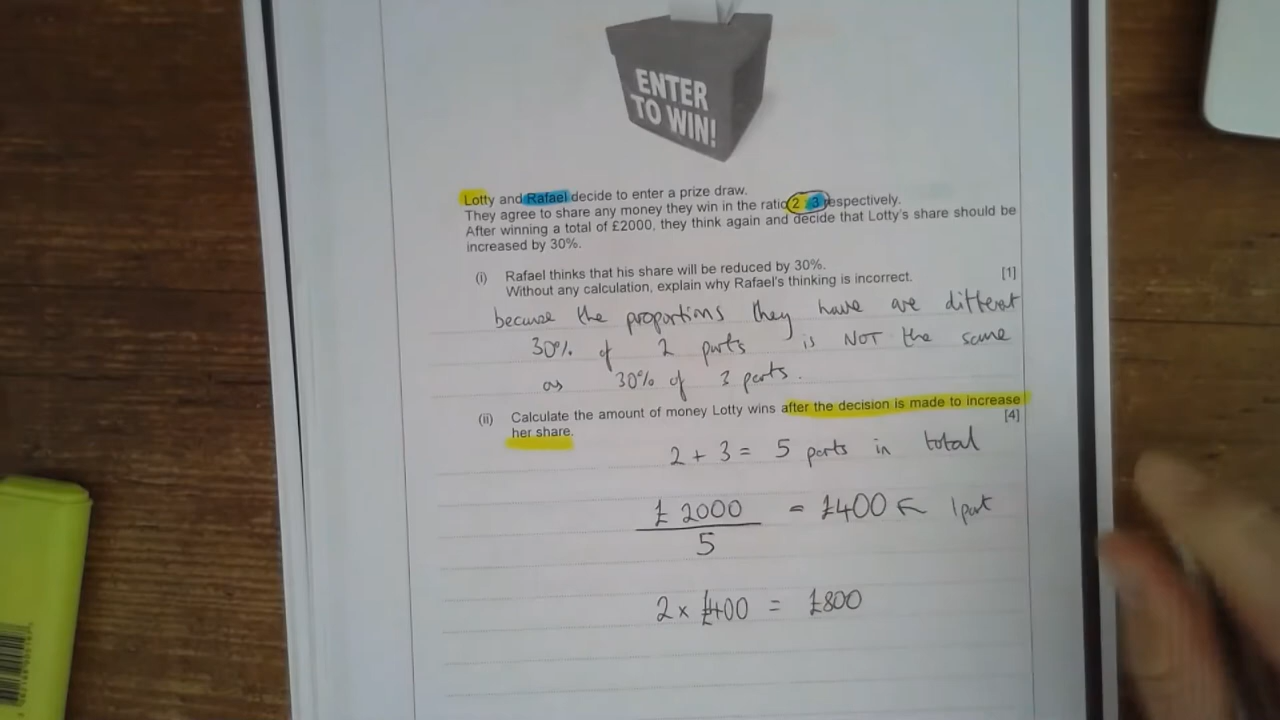 ENTER
TO WIN!
Lotty and Rafael decide to enter a prize draw.
They agree to share any money they win in the ratio 2 : 3 respectively.
After winning a total of £2000, they think again and decide that Lotty's share should be
increased by 30%.
(i) Rafael thinks that his share will be reduced by 30%.
Without any calculation, explain why Rafael's thinking is incorrect. [1]
because the proportions they have are different
30% of 2 parts is NOT the same
as 30% of 3 parts.
(ii) Calculate the amount of money Lotty wins after the decision is made to increase
her share. [4]
2 + 3 = 5 parts in total
£2000 = £400 ← 1 part
5
2 × £400 = £800